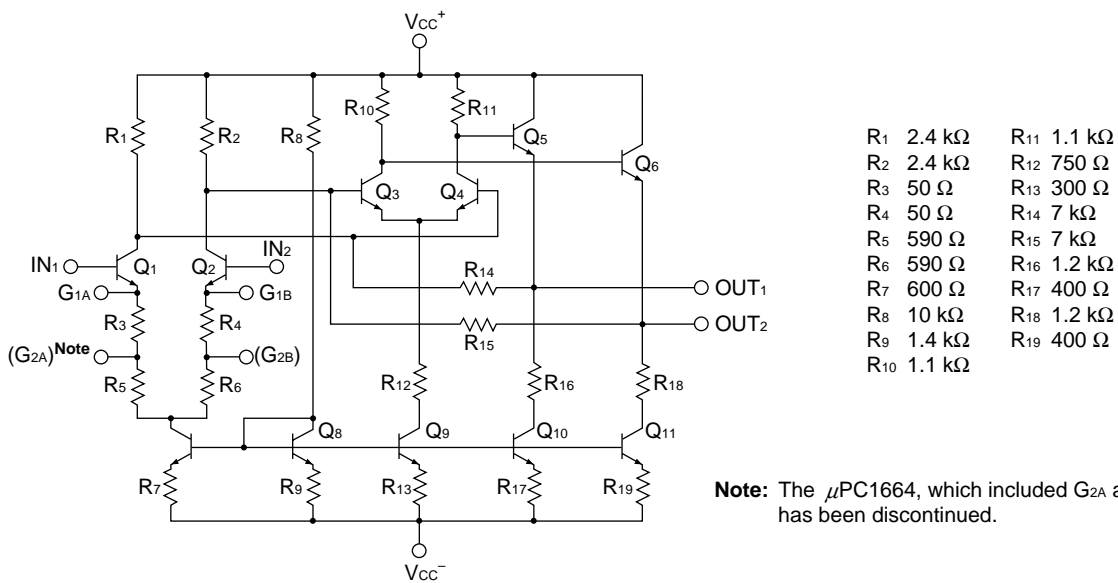 VCC+
R1
R2
R8
R10
R11
Q5
Q6
Q3
Q4
IN1
Q1
Q2
IN2
G1A
G1B
R14
OUT1
R3
R4
R15
OUT2
(G2A)Note
(G2B)
R5
R6
R12
R16
R18
Q8
Q9
Q10
Q11
R7
R9
R13
R17
R19
VCC−
R1 2.4 kΩ R11 1.1 kΩ
R2 2.4 kΩ R12 750 Ω
R3 50 Ω R13 300 Ω
R4 50 Ω R14 7 kΩ
R5 590 Ω R15 7 kΩ
R6 590 Ω R16 1.2 kΩ
R7 600 Ω R17 400 Ω
R8 10 kΩ R18 1.2 kΩ
R9 1.4 kΩ R19 400 Ω
R10 1.1 kΩ
Note: The μPC1664, which included G2A
has been discontinued.